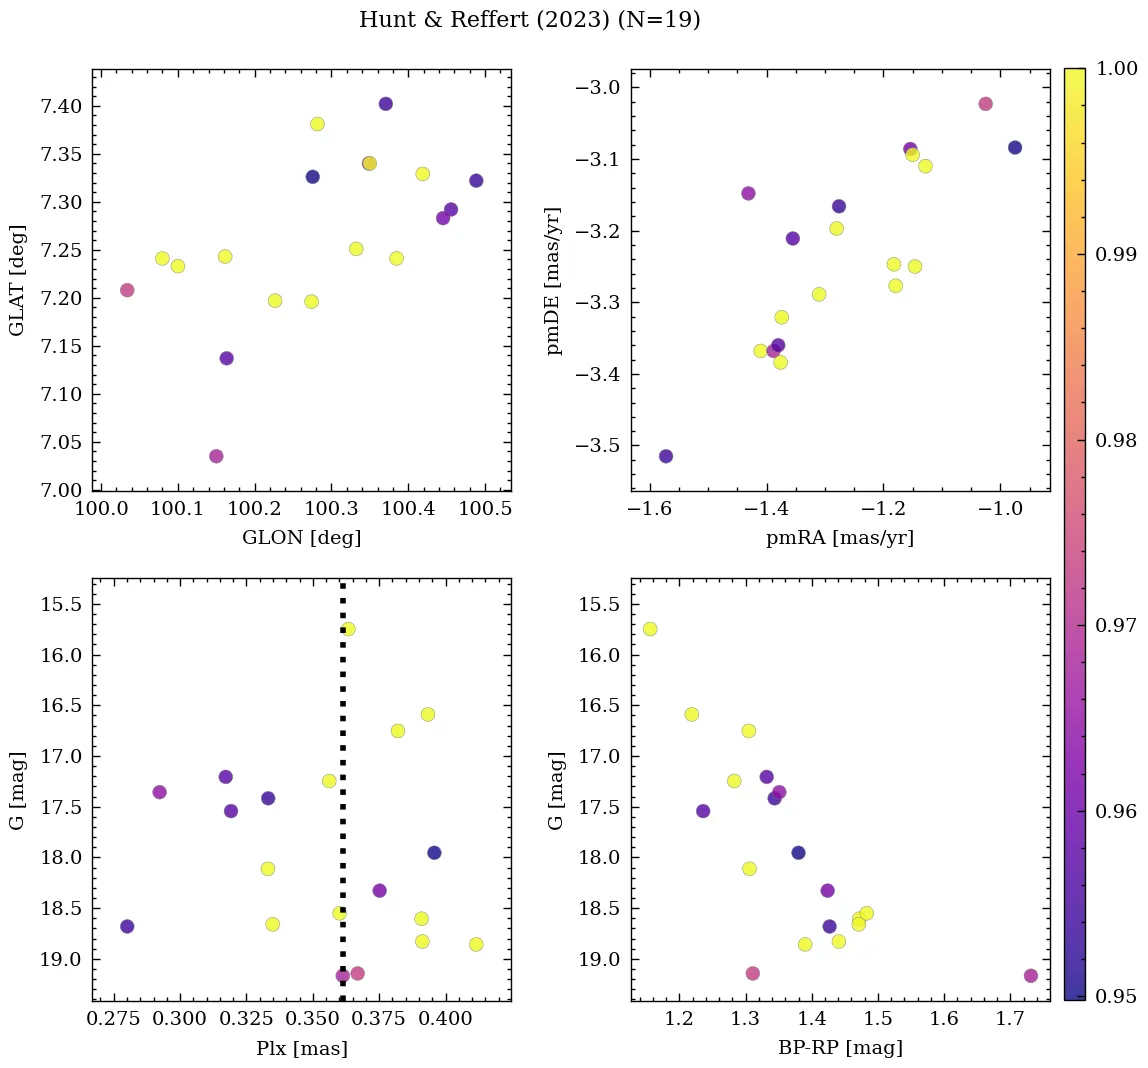 Hunt & Reffert (2023) (N=19)
7.40
7.35
7.30
7.25
7.20
7.15
7.10
7.05
7.00
GLAT [deg]
100.0 100.1 100.2 100.3 100.4 100.5
GLON [deg]
−3.0
−3.1
−3.2
−3.3
−3.4
−3.5
pmDE [mas/yr]
−1.6 −1.4 −1.2 −1.0
pmRA [mas/yr]
15.5
16.0
16.5
17.0
17.5
18.0
18.5
19.0
G [mag]
0.275 0.300 0.325 0.350 0.375 0.400
Plx [mas]
15.5
16.0
16.5
17.0
17.5
18.0
18.5
19.0
G [mag]
1.2 1.3 1.4 1.5 1.6 1.7
BP-RP [mag]
1.00
0.99
0.98
0.97
0.96
0.95